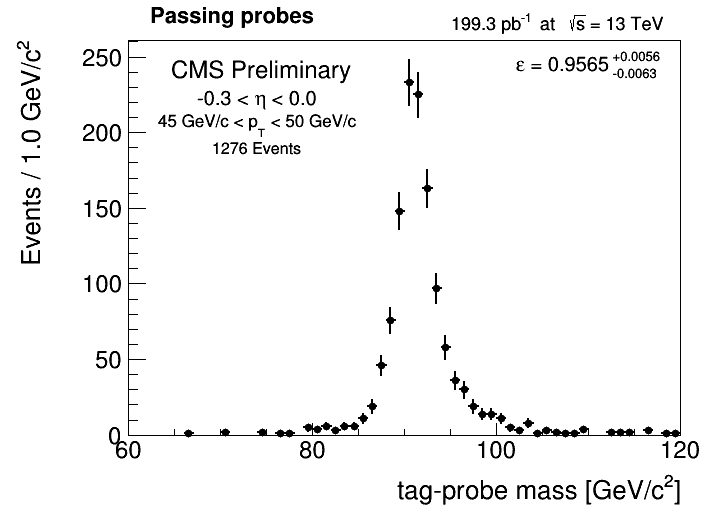 Passing probes
199.3 pb⁻¹ at √s = 13 TeV
CMS Preliminary
-0.3 < η < 0.0
45 GeV/c < p_T < 50 GeV/c
1276 Events
ε = 0.9565 +0.0056 -0.0063
Events / 1.0 GeV/c²
250
200
150
100
50
0
60 80 100 120
tag-probe mass [GeV/c²]